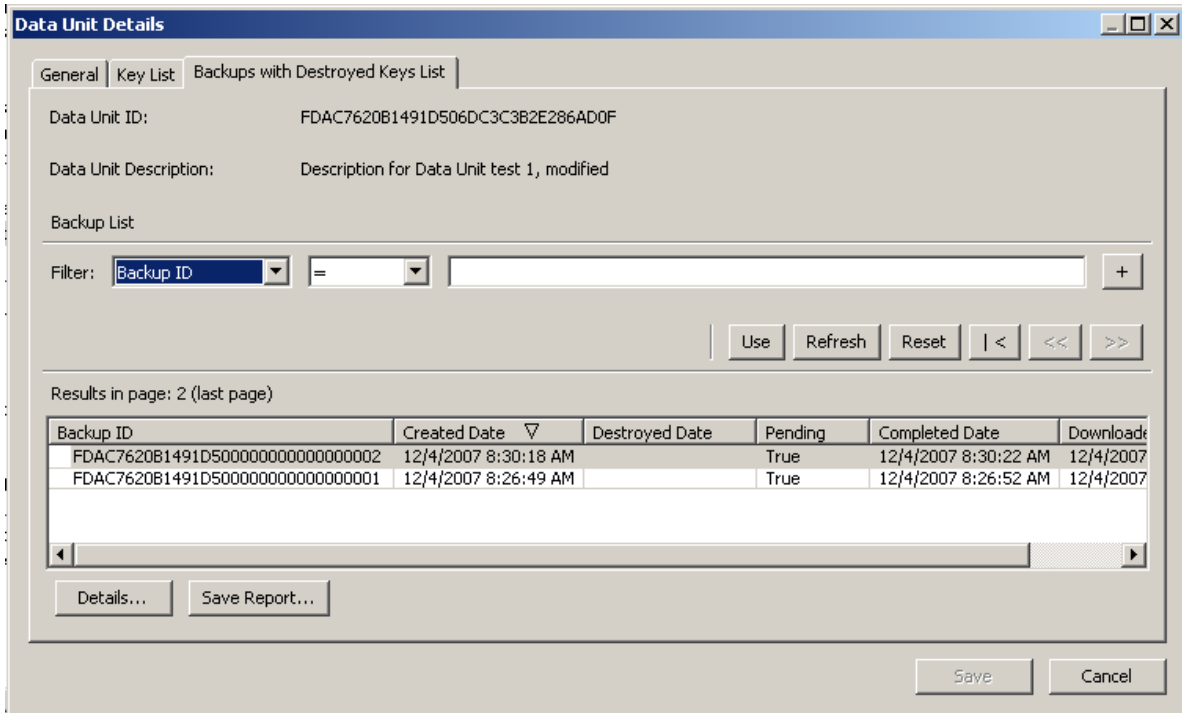 Data Unit Details
General Key List Backups with Destroyed Keys List
Data Unit ID: FDAC7620B1491D506DC3C3B2E286AD0F
Data Unit Description: Description for Data Unit test 1, modified
Backup List
Filter: Backup ID = +
Use Refresh Reset |< << >>
Results in page: 2 (last page)
Backup ID Created Date Destroyed Date Pending Completed Date Downloade
FDAC7620B1491D500000000000000002 12/4/2007 8:30:18 AM True 12/4/2007 8:30:22 AM 12/4/2007
FDAC7620B1491D500000000000000001 12/4/2007 8:26:49 AM True 12/4/2007 8:26:52 AM 12/4/2007
Details... Save Report...
Save Cancel